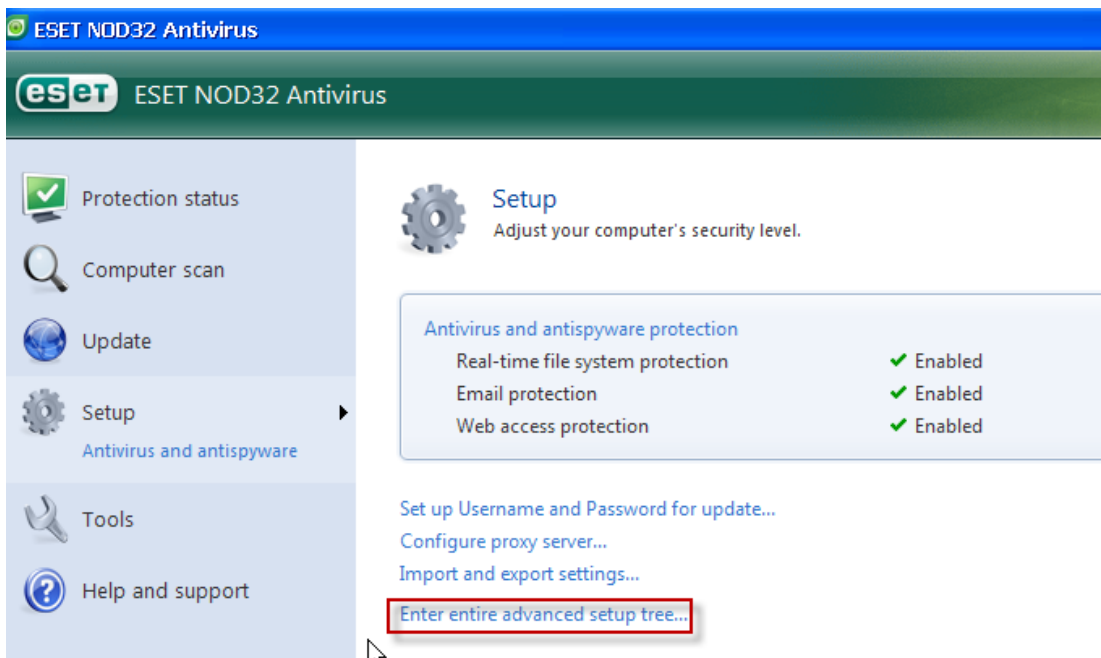 ESET NOD32 Antivirus
eset ESET NOD32 Antivirus
Protection status
Computer scan
Update
Setup
Antivirus and antispyware
Tools
Help and support
Setup
Adjust your computer's security level.
Antivirus and antispyware protection
Real-time file system protection ✔ Enabled
Email protection ✔ Enabled
Web access protection ✔ Enabled
Set up Username and Password for update...
Configure proxy server...
Import and export settings...
Enter entire advanced setup tree...